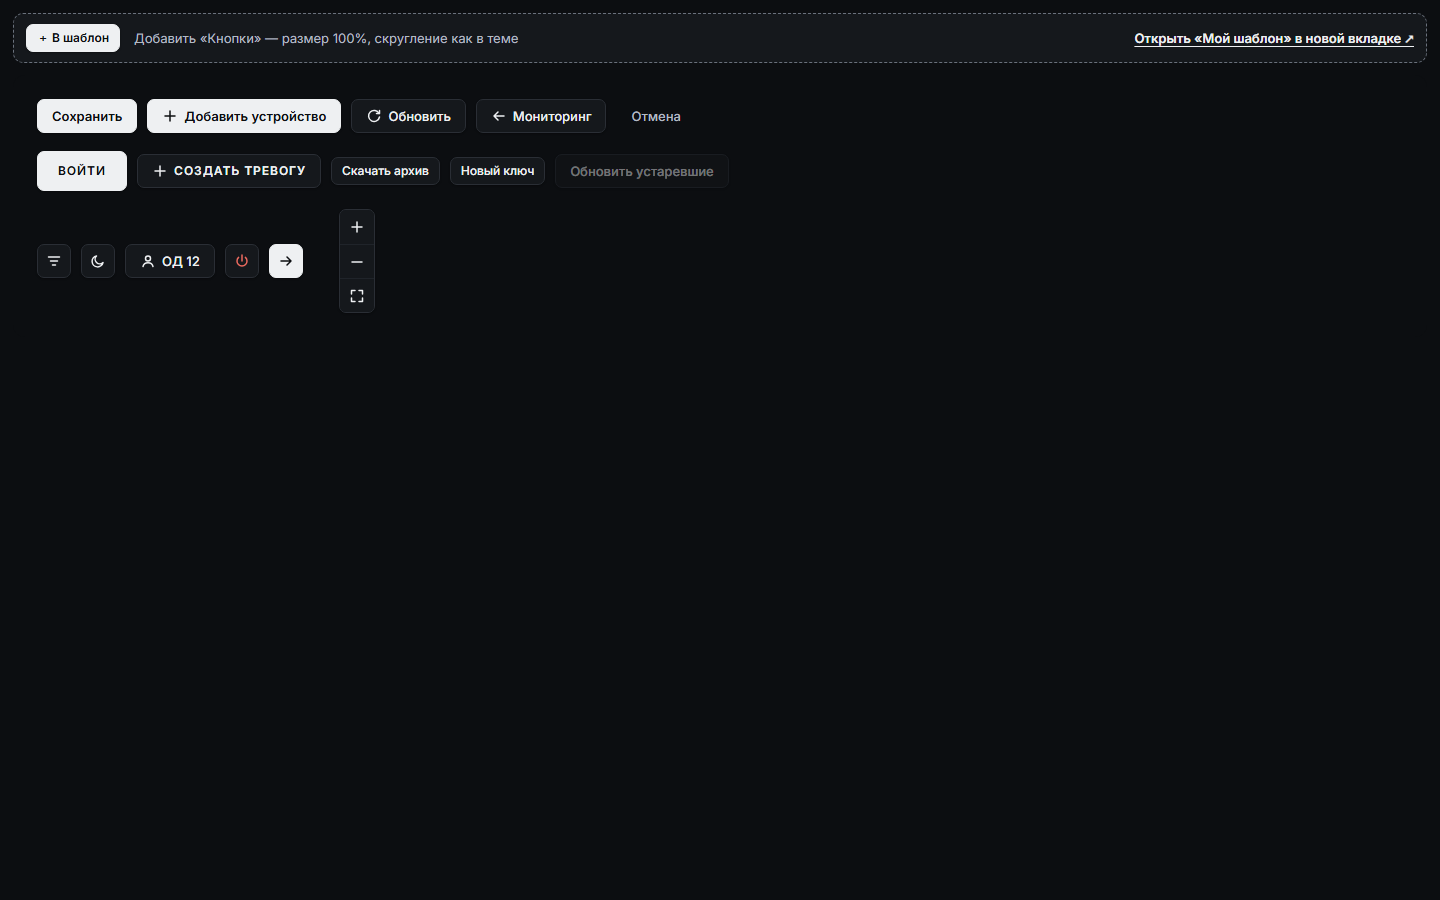 + В шаблон Добавить «Кнопки» — размер 100%, скругление как в теме Открыть «Мой шаблон» в новой вкладке ↗
Сохранить + Добавить устройство Обновить ← Мониторинг Отмена
ВОЙТИ + СОЗДАТЬ ТРЕВОГУ Скачать архив Новый ключ Обновить устаревшие
ОД 12